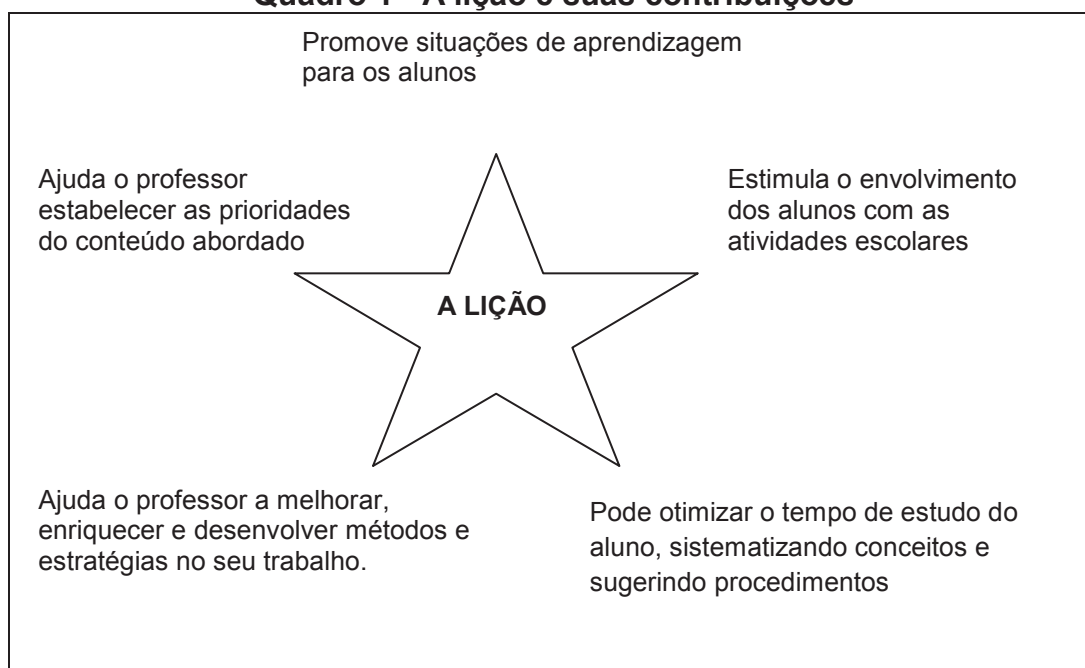 Quadro 1 - A lição e suas contribuições
Promove situações de aprendizagem
para os alunos
Ajuda o professor
estabelecer as prioridades
do conteúdo abordado
Estimula o envolvimento
dos alunos com as
atividades escolares
A LIÇÃO
Ajuda o professor a melhorar,
enriquecer e desenvolver métodos e
estratégias no seu trabalho.
Pode otimizar o tempo de estudo do
aluno, sistematizando conceitos e
sugerindo procedimentos